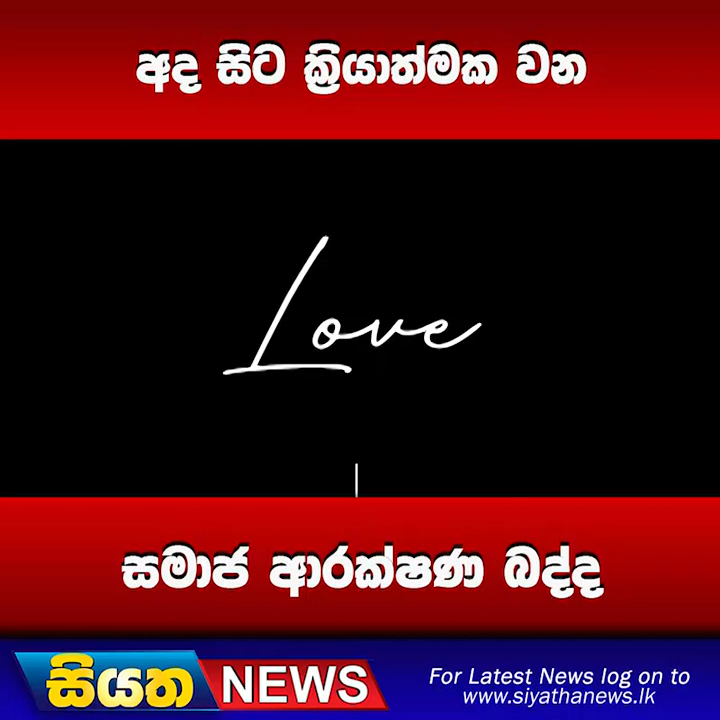 අද සිට ක්‍රියාත්මක වන
Love
සමාජ ආරක්ෂණ බද්ද
සියත NEWS
For Latest News log on to
www.siyathanews.lk